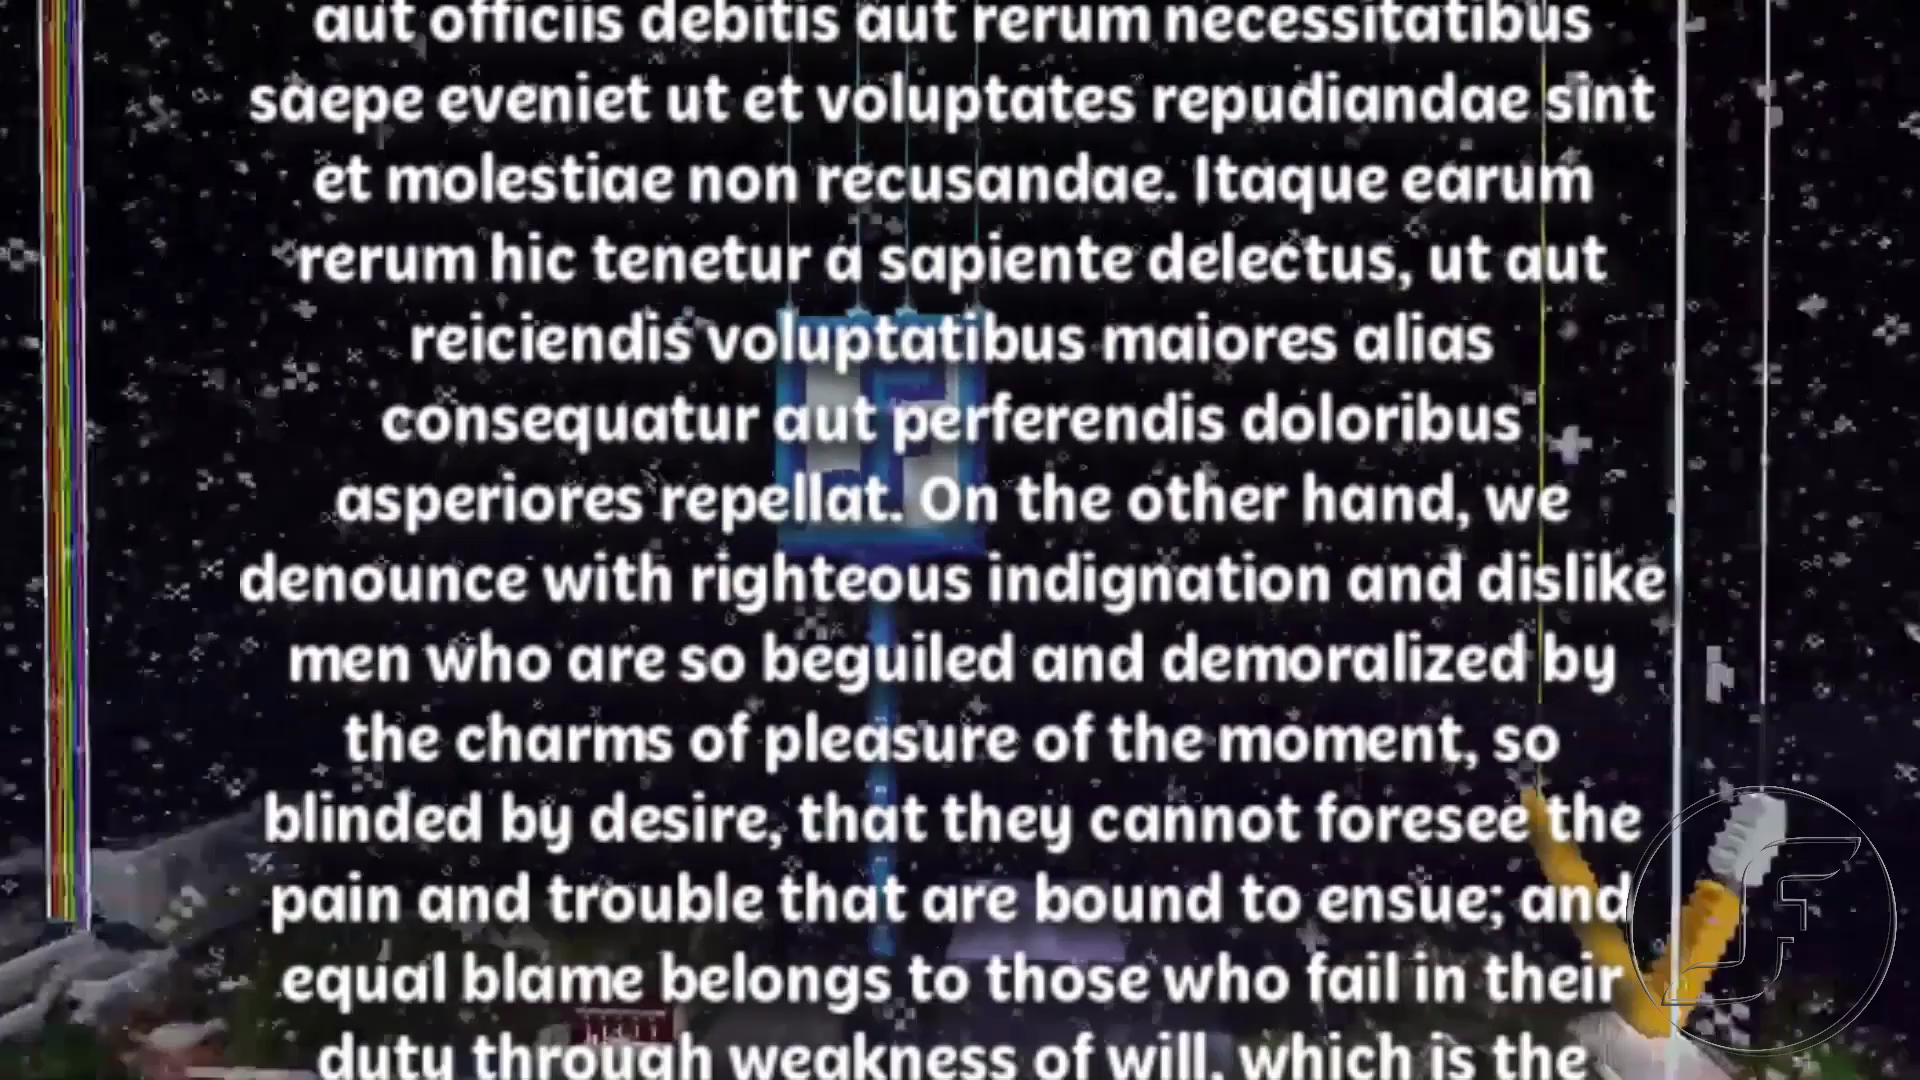 aut officiis debitis aut rerum necessitatibus
saepe eveniet ut et voluptates repudiandae sint
et molestiae non recusandae. Itaque earum
rerum hic tenetur a sapiente delectus, ut aut
reiciendis voluptatibus maiores alias
consequatur aut perferendis doloribus
asperiores repellat. On the other hand, we
denounce with righteous indignation and dislike
men who are so beguiled and demoralized by
the charms of pleasure of the moment, so
blinded by desire, that they cannot foresee the
pain and trouble that are bound to ensue; and
equal blame belongs to those who fail in their
duty through weakness of will, which is the